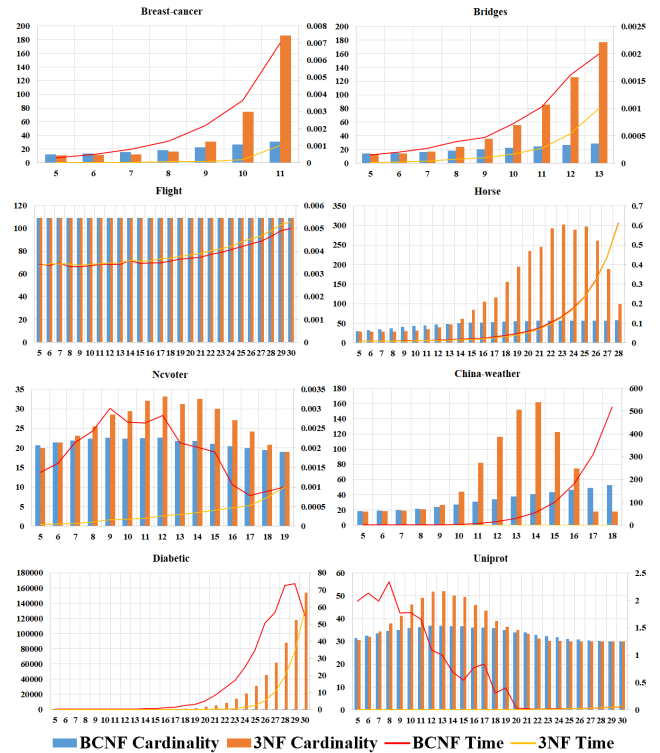 Breast-cancer
200 180 160 140 120 100 80 60 40 20 0
0.008 0.007 0.006 0.005 0.004 0.003 0.002 0.001 0
5 6 7 8 9 10 11
Bridges
200 180 160 140 120 100 80 60 40 20 0
0.0025 0.002 0.0015 0.001 0.0005 0
5 6 7 8 9 10 11 12 13
Flight
120 100 80 60 40 20 0
0.006 0.005 0.004 0.003 0.002 0.001 0
5 6 7 8 9 10 11 12 13 14 15 16 17 18 19 20 21 22 23 24 25 26 27 28 29 30
Horse
350 300 250 200 150 100 50 0
0.7 0.6 0.5 0.4 0.3 0.2 0.1 0
5 6 7 8 9 10 11 12 13 14 15 16 17 18 19 20 21 22 23 24 25 26 27 28
Ncvoter
35 30 25 20 15 10 5 0
0.0035 0.003 0.0025 0.002 0.0015 0.001 0.0005 0
5 6 7 8 9 10 11 12 13 14 15 16 17 18 19
China-weather
180 160 140 120 100 80 60 40 20 0
600 500 400 300 200 100 0
5 6 7 8 9 10 11 12 13 14 15 16 17 18
Diabetic
180000 160000 140000 120000 100000 80000 60000 40000 20000 0
80 70 60 50 40 30 20 10 0
5 6 7 8 9 10 11 12 13 14 15 16 17 18 19 20 21 22 23 24 25 26 27 28 29 30
Uniprot
60 50 40 30 20 10 0
2.5 2 1.5 1 0.5 0
5 6 7 8 9 10 11 12 13 14 15 16 17 18 19 20 21 22 23 24 25 26 27 28 29 30
BCNF Cardinality 3NF Cardinality BCNF Time 3NF Time